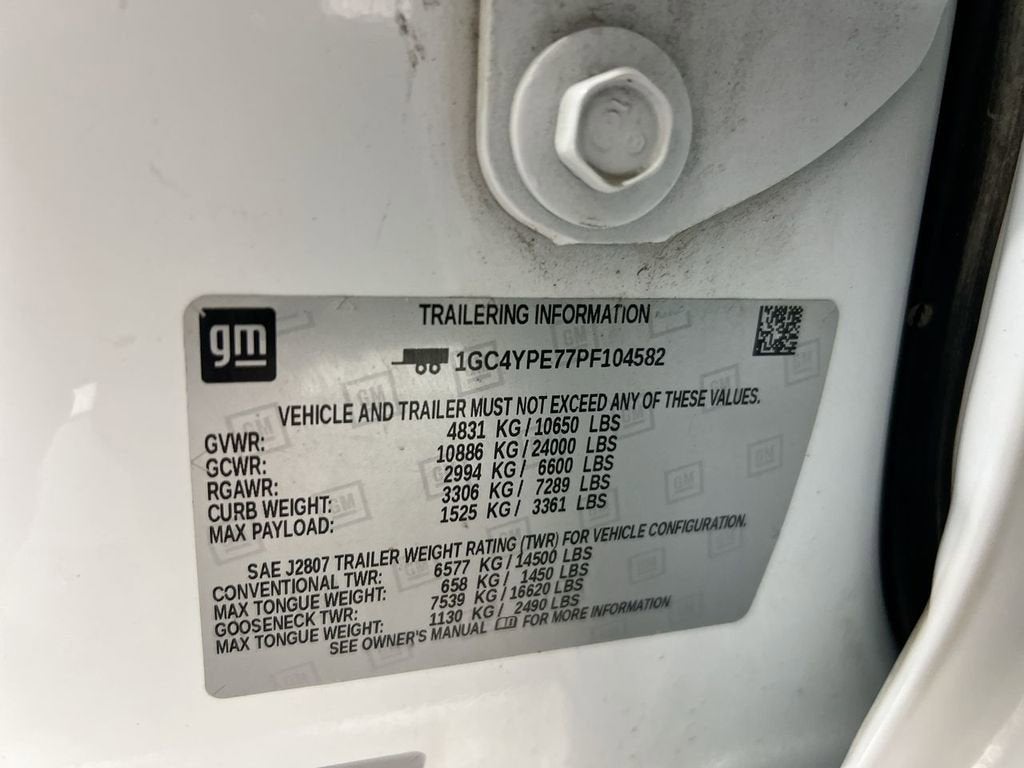 gm
TRAILERING INFORMATION
1GC4YPE77PF104582
VEHICLE AND TRAILER MUST NOT EXCEED ANY OF THESE VALUES.
GVWR: 4831 KG/10650 LBS
GCWR: 10886 KG/24000 LBS
RGAWR: 2994 KG/ 6600 LBS
CURB WEIGHT: 3306 KG/ 7289 LBS
MAX PAYLOAD: 1525 KG/ 3361 LBS
SAE J2807 TRAILER WEIGHT RATING (TWR) FOR VEHICLE CONFIGURATION.
CONVENTIONAL TWR: 6577 KG/14500 LBS
MAX TONGUE WEIGHT: 658 KG/ 1450 LBS
GOOSENECK TWR: 7539 KG/16620 LBS
MAX TONGUE WEIGHT: 1130 KG/ 2490 LBS
SEE OWNER'S MANUAL FOR MORE INFORMATION